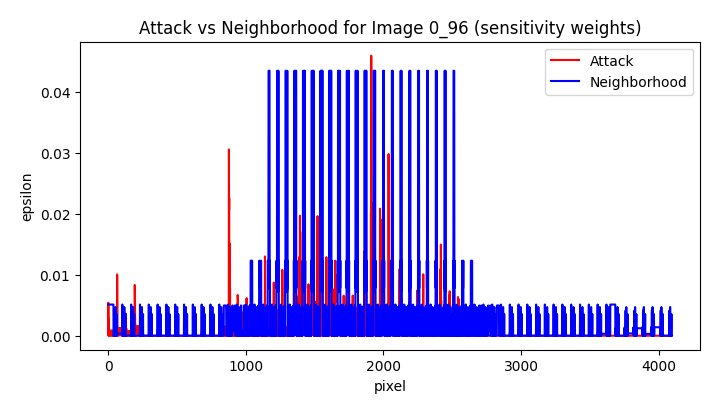 Attack vs Neighborhood for Image 0_96 (sensitivity weights)
Attack
Neighborhood
epsilon
0.04
0.03
0.02
0.01
0.00
0
1000
2000
3000
4000
pixel